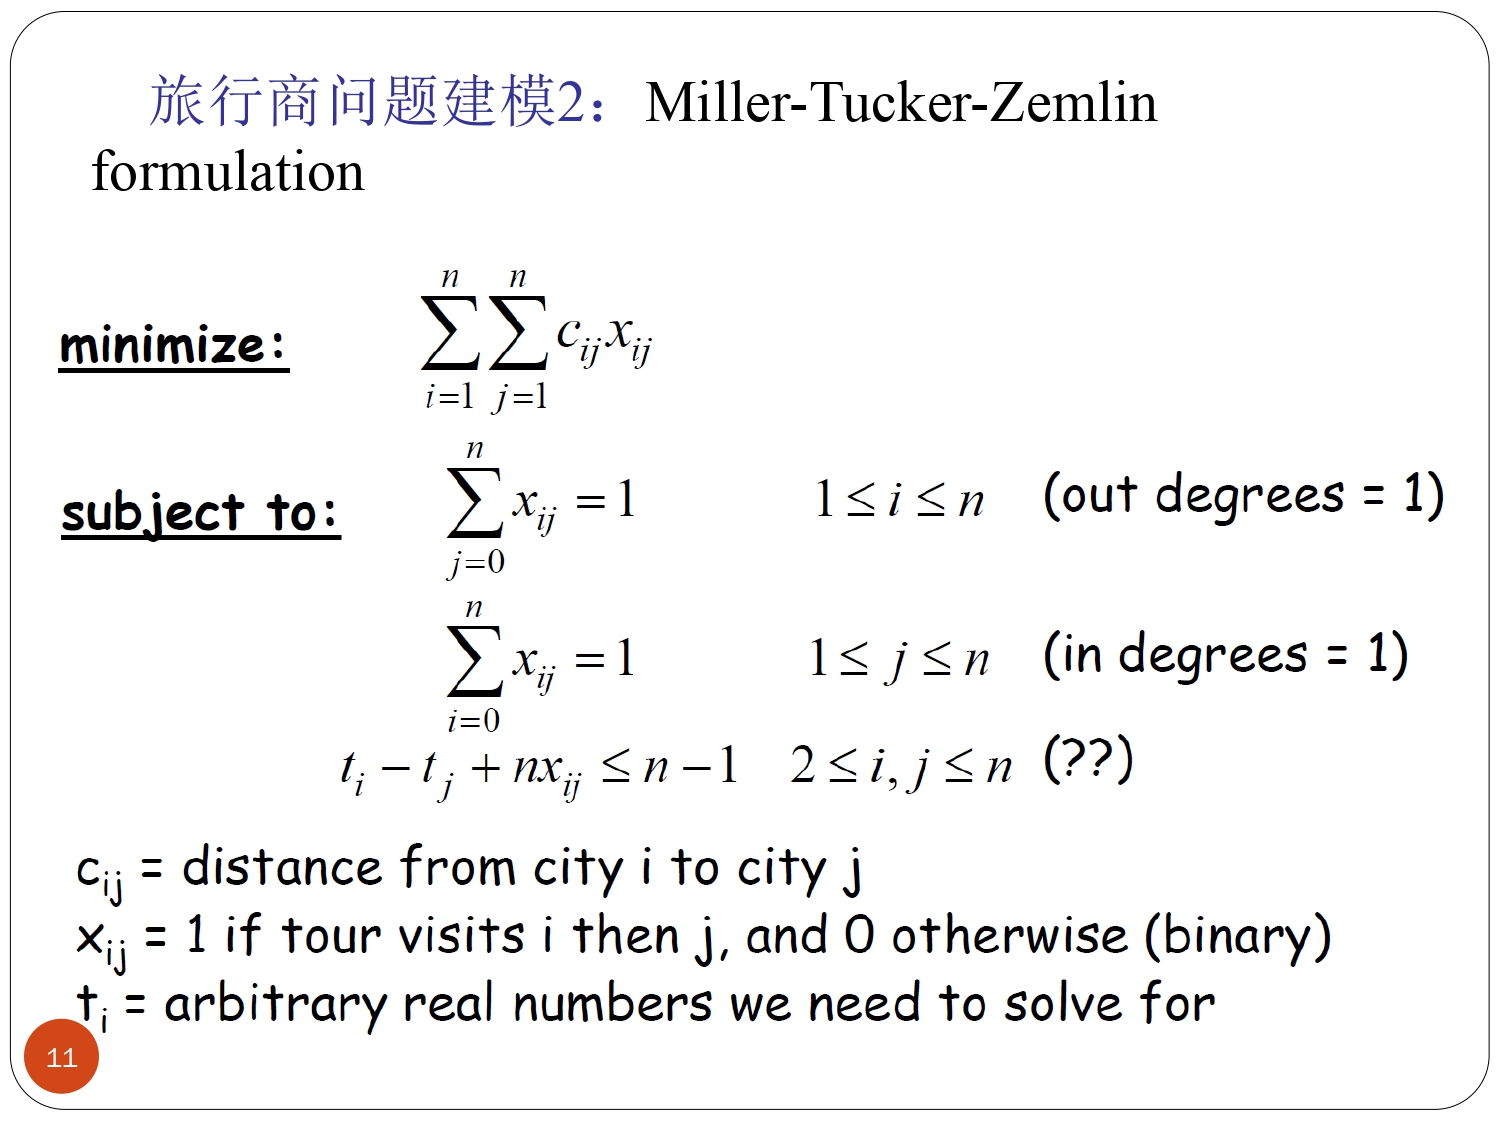 旅行商问题建模2：Miller-Tucker-Zemlin
formulation
minimize: $\sum_{i=1}^{n}\sum_{j=1}^{n} c_{ij} x_{ij}$
subject to: $\sum_{j=0}^{n} x_{ij} = 1$ $1 \le i \le n$ (out degrees = 1)
$\sum_{i=0}^{n} x_{ij} = 1$ $1 \le j \le n$ (in degrees = 1)
$t_i - t_j + nx_{ij} \le n - 1$ $2 \le i, j \le n$ (??)
$c_{ij}$ = distance from city i to city j
$x_{ij}$ = 1 if tour visits i then j, and 0 otherwise (binary)
$t_i$ = arbitrary real numbers we need to solve for
11